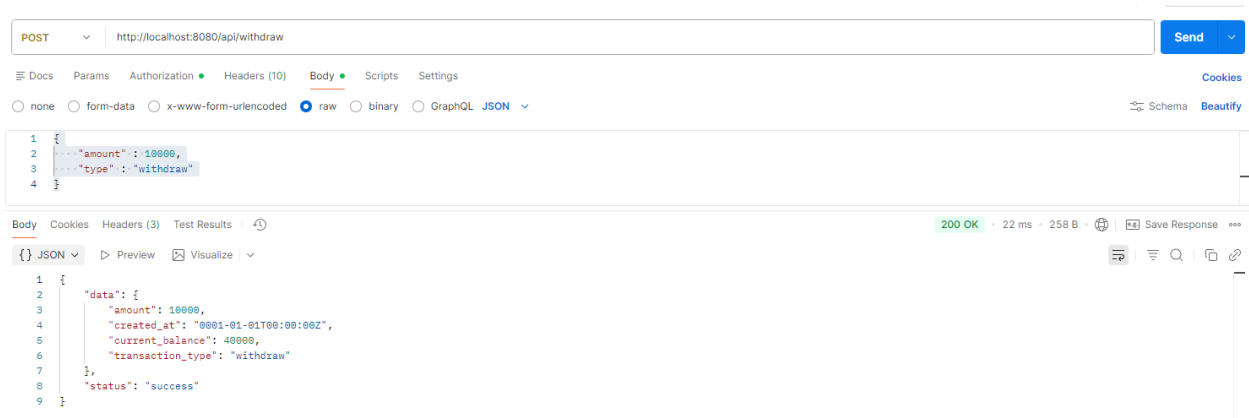 POST http://localhost:8080/api/withdraw Send
Docs Params Authorization Headers (10) Body Scripts Settings Cookies
none form-data x-www-form-urlencoded raw binary GraphQL JSON Schema Beautify
1 {
2 ····"amount"·:·10000,
3 ····"type"·:·"withdraw"
4 }
Body Cookies Headers (3) Test Results 200 OK • 22 ms • 258 B • Save Response
{} JSON Preview Visualize
1 {
2 "data": {
3 "amount": 10000,
4 "created_at": "0001-01-01T00:00:00Z",
5 "current_balance": 40000,
6 "transaction_type": "withdraw"
7 },
8 "status": "success"
9 }